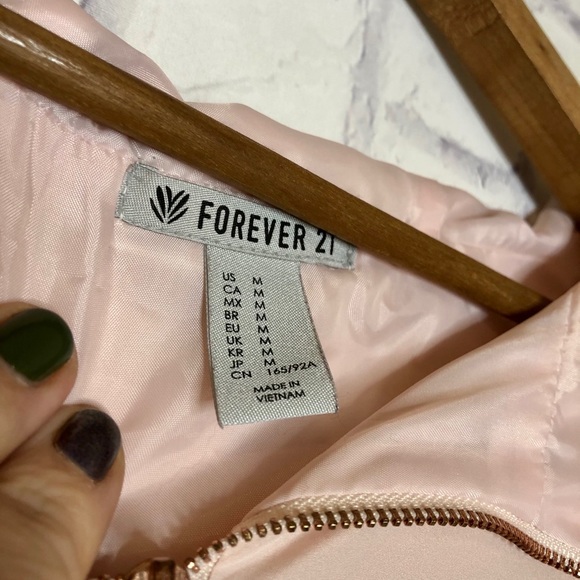 FOREVER 21
US M
CA M
MX M
BR M
EU M
UK M
KR M
JP M
CN 165/92A
MADE IN
VIETNAM